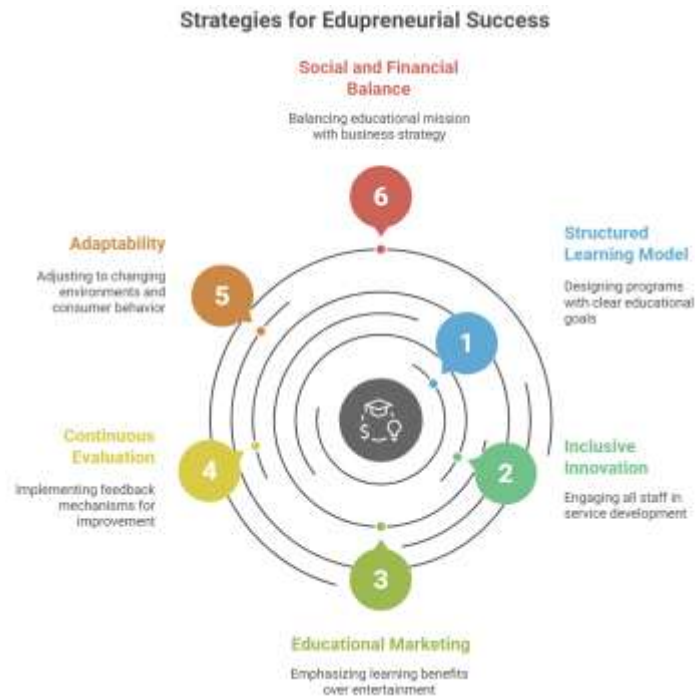 Strategies for Edupreneurial Success
Social and Financial
Balance
Balancing educational mission
with business strategy
6
Structured
Learning Model
Designing programs
with clear educational
goals
1
Inclusive
Innovation
Engaging all staff in
service development
2
3
Educational Marketing
Emphasizing learning benefits
over entertainment
Continuous
Evaluation
Implementing feedback
mechanisms for
improvement
4
Adaptability
Adjusting to changing
environments and
consumer behavior
5
$